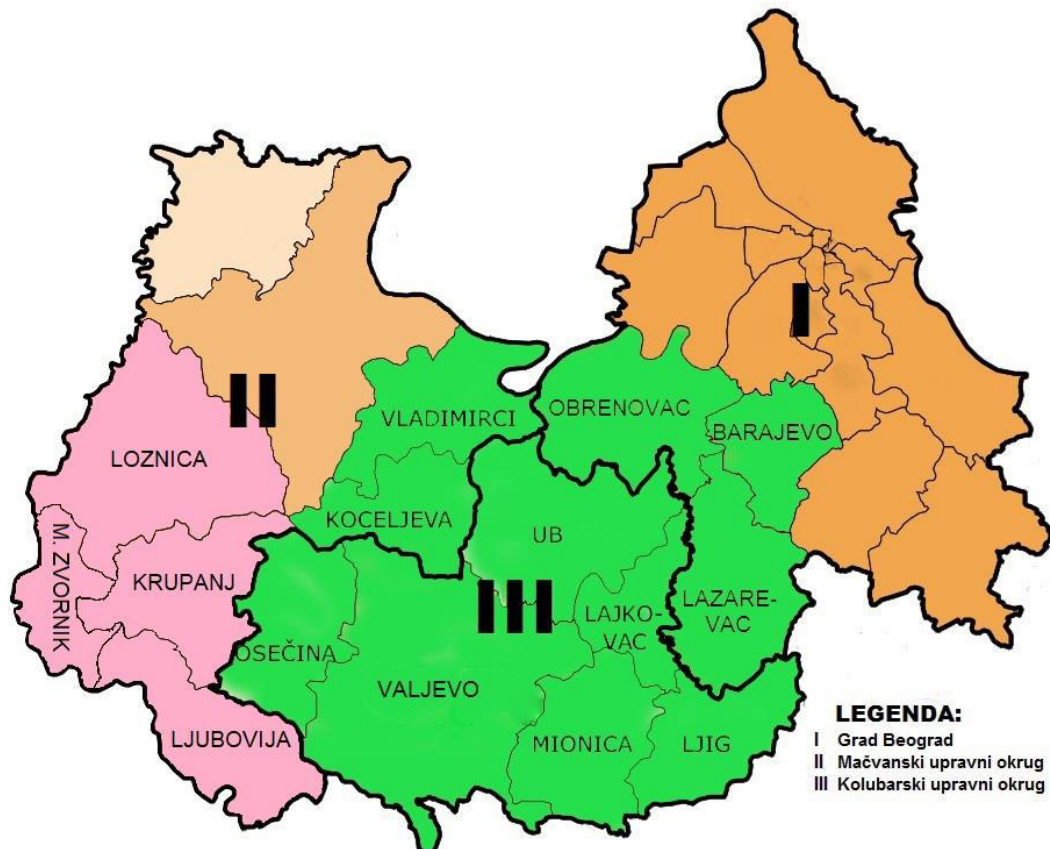 I
II
VLADIMIRCI
OBRENOVAC
BARAJEVO
LOZNICA
KOCELJEVA
UB
M. ZVORNIK
KRUPANJ
III
LAJKO-
VAC
LAZARE-
VAC
OSEČINA
VALJEVO
LJUBOVIJA
MIONICA
LJIG
LEGENDA:
I Grad Beograd
II Mačvanski upravni okrug
III Kolubarski upravni okrug